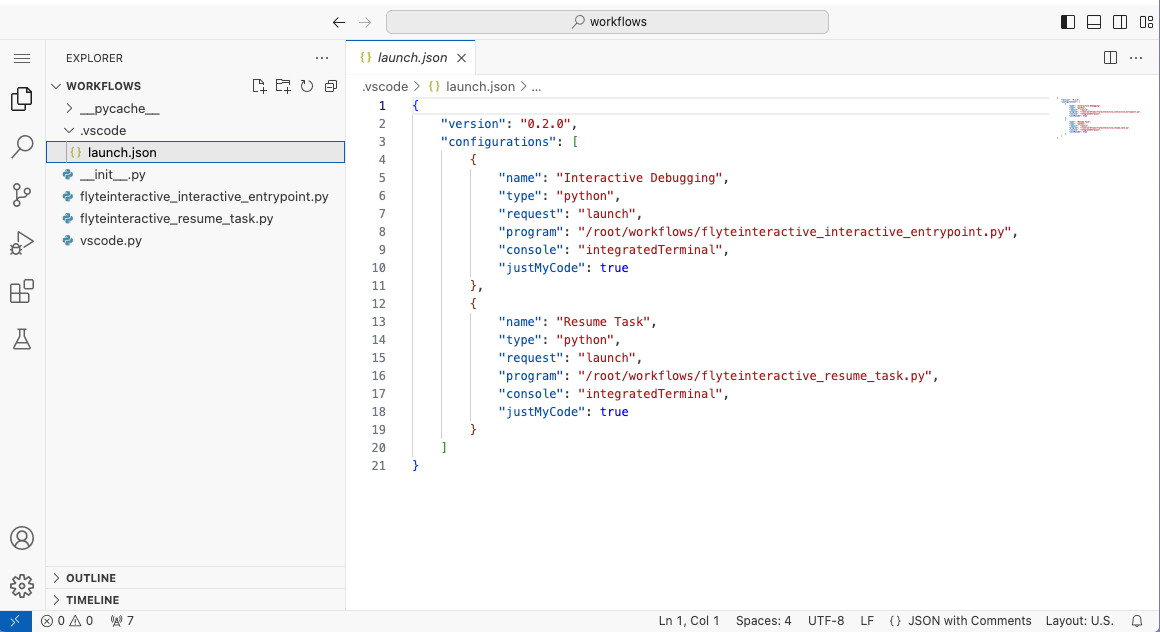 workflows
EXPLORER
WORKFLOWS
__pycache__
.vscode
launch.json
__init__.py
flyteinteractive_interactive_entrypoint.py
flyteinteractive_resume_task.py
vscode.py
OUTLINE
TIMELINE
launch.json
.vscode > {} launch.json > ...
1 {
2 "version": "0.2.0",
3 "configurations": [
4 {
5 "name": "Interactive Debugging",
6 "type": "python",
7 "request": "launch",
8 "program": "/root/workflows/flyteinteractive_interactive_entrypoint.py",
9 "console": "integratedTerminal",
10 "justMyCode": true
11 },
12 {
13 "name": "Resume Task",
14 "type": "python",
15 "request": "launch",
16 "program": "/root/workflows/flyteinteractive_resume_task.py",
17 "console": "integratedTerminal",
18 "justMyCode": true
19 }
20 ]
21 }
0 0 7 Ln 1, Col 1 Spaces: 4 UTF-8 LF {} JSON with Comments Layout: U.S.